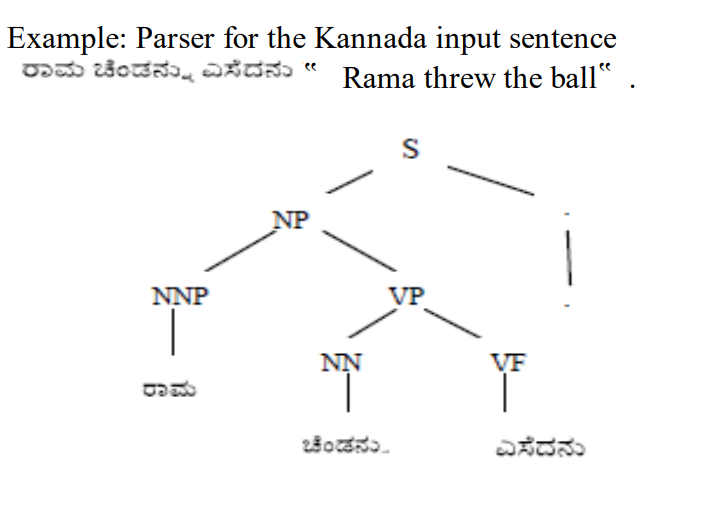 Example: Parser for the Kannada input sentence
ರಾಮ ಚೆಂಡನ್ನು ಎಸೆದನು “ Rama threw the ball“ .
S
NP .
NNP VP .
NN VF
ರಾಮ
ಚೆಂಡನು.. ಎಸೆದನು